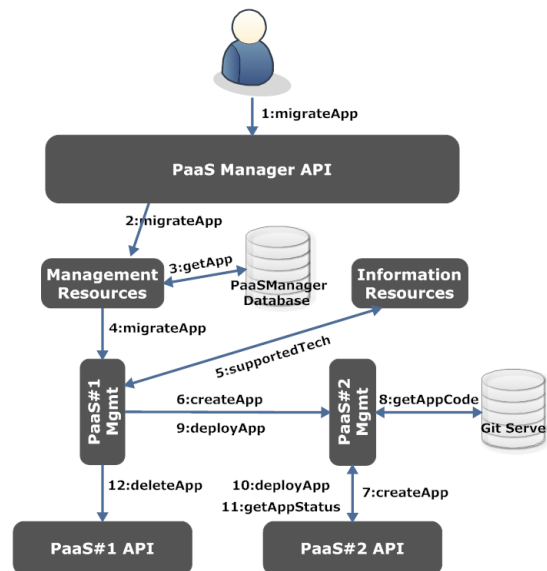 1:migrateApp
PaaS Manager API
2:migrateApp
3:getApp
Management
Resources
PaaSManager
Database
Information
Resources
4:migrateApp
5:supportedTech
PaaS#1
Mgmt
6:createApp
9:deployApp
PaaS#2
Mgmt
8:getAppCode
Git Serve
12:deleteApp
10:deployApp
11:getAppStatus
7:createApp
PaaS#1 API
PaaS#2 API